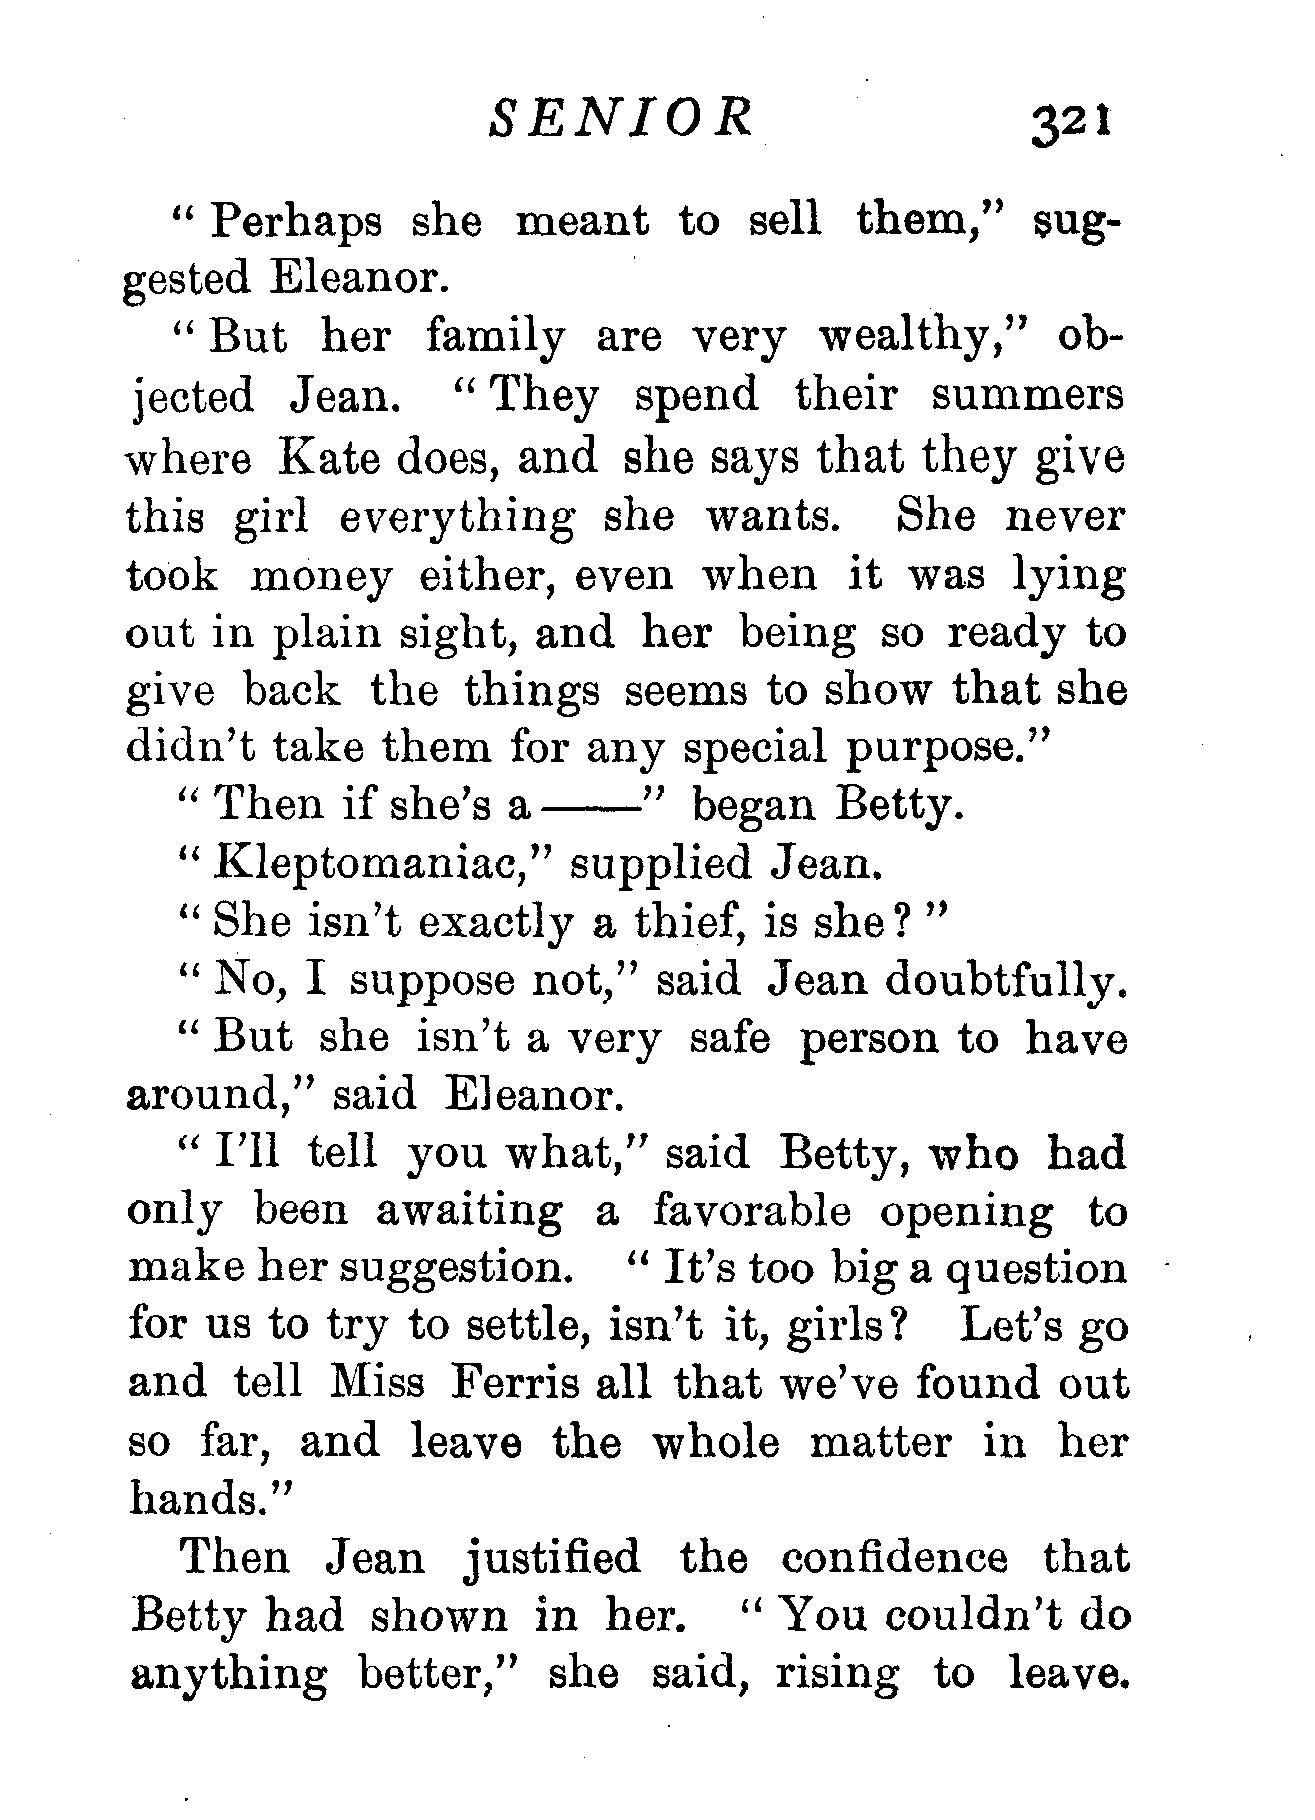 SENIOR 321
“ Perhaps she meant to sell them,” sug-
gested Eleanor.
“ But her family are very wealthy,” ob-
jected Jean. “ They spend their summers
where Kate does, and she says that they give
this girl everything she wants. She never
took money either, even when it was lying
out in plain sight, and her being so ready to
give back the things seems to show that she
didn’t take them for any special purpose.”
“ Then if she’s a ——” began Betty.
“ Kleptomaniac,” supplied Jean.
“ She isn’t exactly a thief, is she? ”
“ No, I suppose not,” said Jean doubtfully.
“ But she isn’t a very safe person to have
around,” said Eleanor.
“ I’ll tell you what,” said Betty, who had
only been awaiting a favorable opening to
make her suggestion. “ It’s too big a question
for us to try to settle, isn’t it, girls? Let’s go
and tell Miss Ferris all that we’ve found out
so far, and leave the whole matter in her
hands.”
Then Jean justified the confidence that
Betty had shown in her. “ You couldn’t do
anything better,” she said, rising to leave.